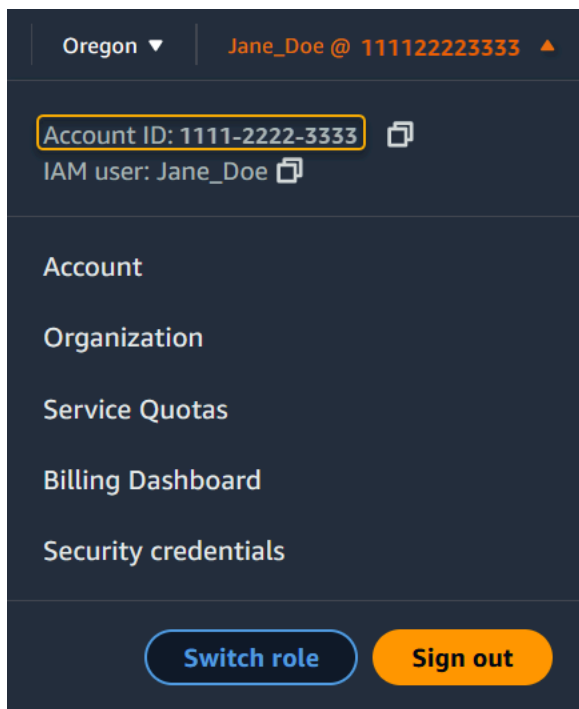 Oregon ▼ Jane_Doe @ 111122223333 ▲
Account ID: 1111-2222-3333
IAM user: Jane_Doe
Account
Organization
Service Quotas
Billing Dashboard
Security credentials
Switch role Sign out